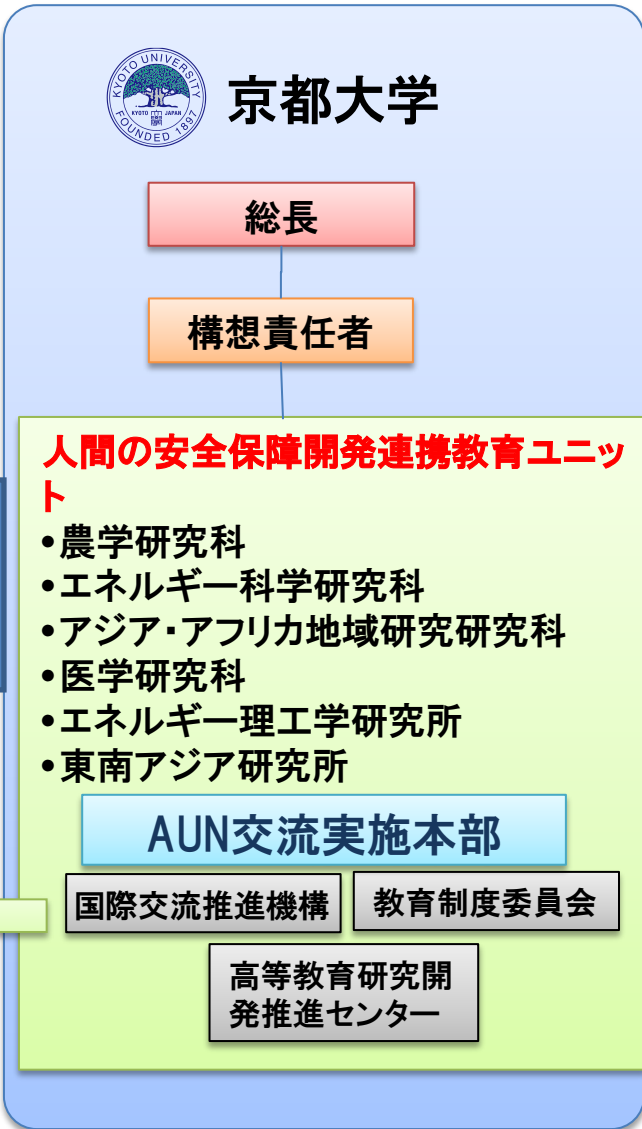 KYOTO UNIVERSITY
KYOTO JAPAN
FOUNDED 1897
京都大学
総長
構想責任者
人間の安全保障開発連携教育ユニッ
ト
•農学研究科
•エネルギー科学研究科
•アジア・アフリカ地域研究研究科
•医学研究科
•エネルギー理工学研究所
•東南アジア研究所
AUN交流実施本部
国際交流推進機構
教育制度委員会
高等教育研究開
発推進センター